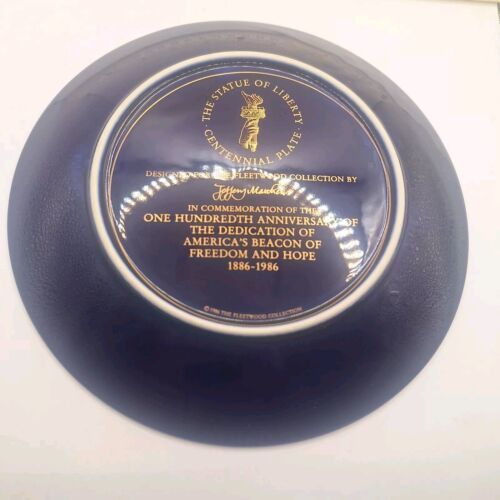 · THE STATUE OF LIBERTY ·
CENTENNIAL PLATE
DESIGNED FOR THE FLEETWOOD COLLECTION BY
IN COMMEMORATION OF THE
ONE HUNDREDTH ANNIVERSARY OF
THE DEDICATION OF
AMERICA'S BEACON OF
FREEDOM AND HOPE
1886-1986
©1986 THE FLEETWOOD COLLECTION